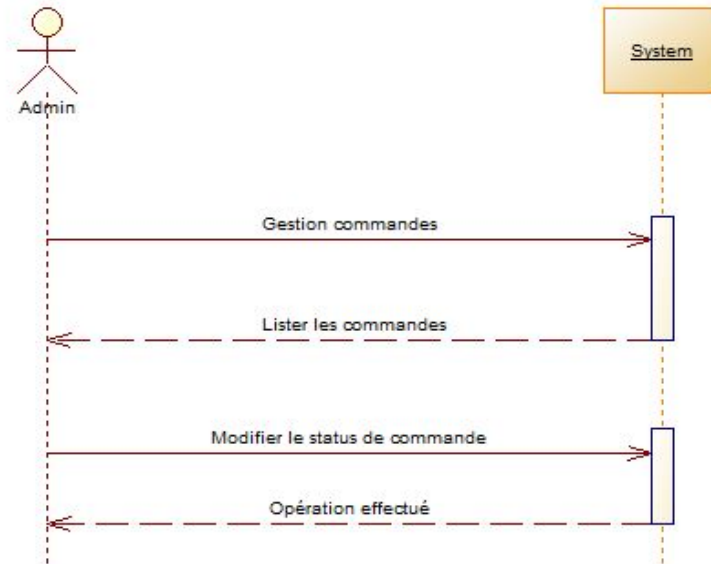 System
Admin
Gestion commandes
Lister les commandes
Modifier le status de commande
Opération effectué